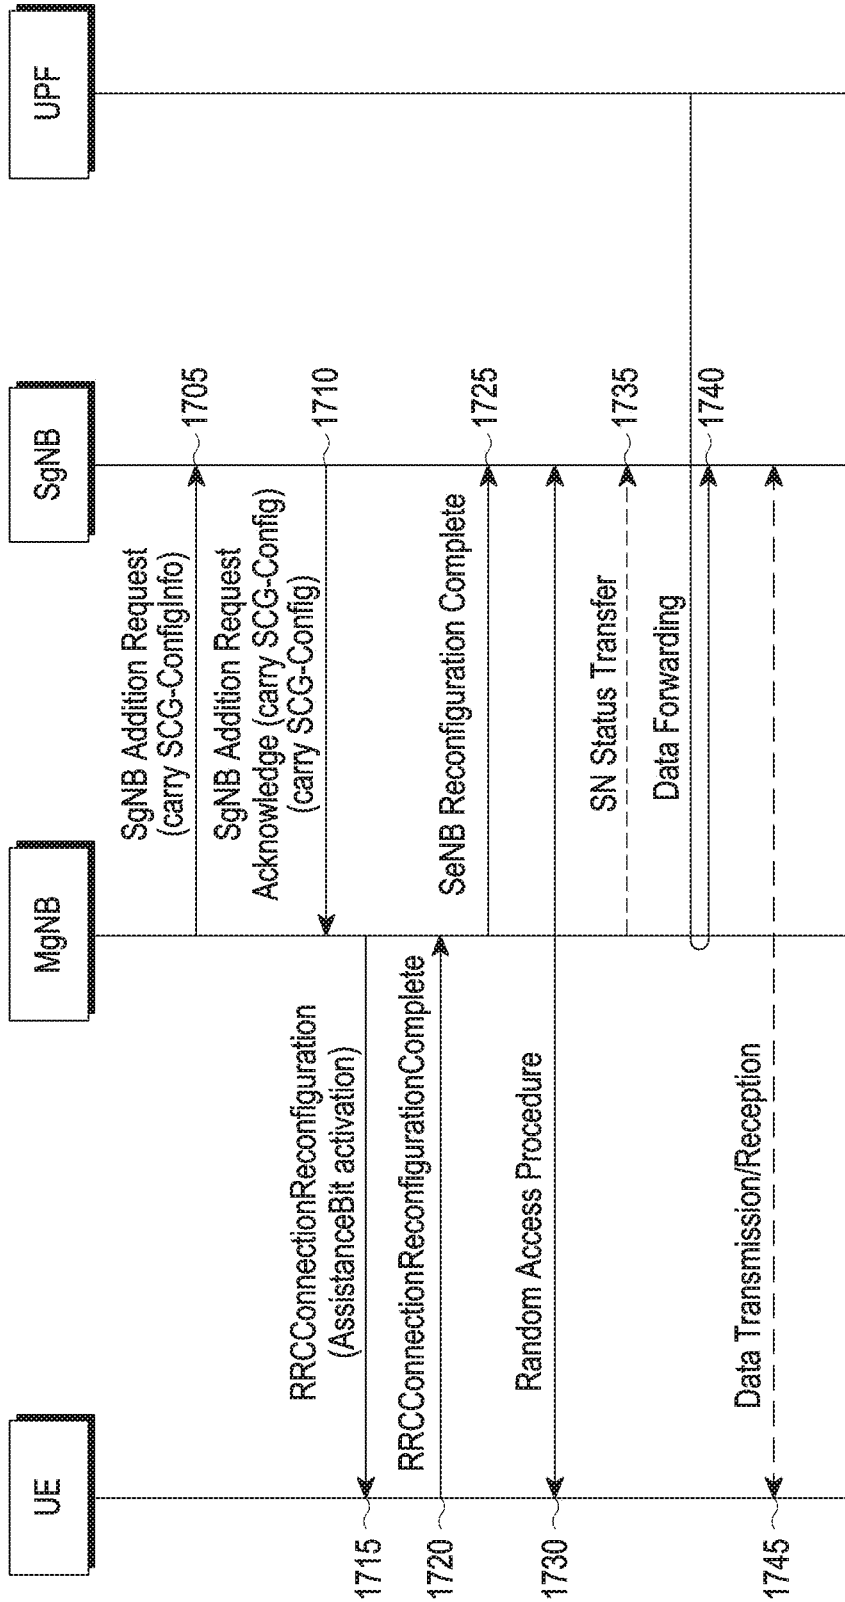 UE
MgNB
SgNB
UPF
SgNB Addition Request
(carry SCG-ConfigInfo)
1705
SgNB Addition Request
Acknowledge (carry SCG-Config)
(carry SCG-Config)
1710
RRCConnectionReconfiguration
(AssistanceBit activation)
1715
RRCConnectionReconfigurationComplete
1720
SeNB Reconfiguration Complete
1725
Random Access Procedure
1730
SN Status Transfer
1735
Data Forwarding
1740
Data Transmission/Reception
1745